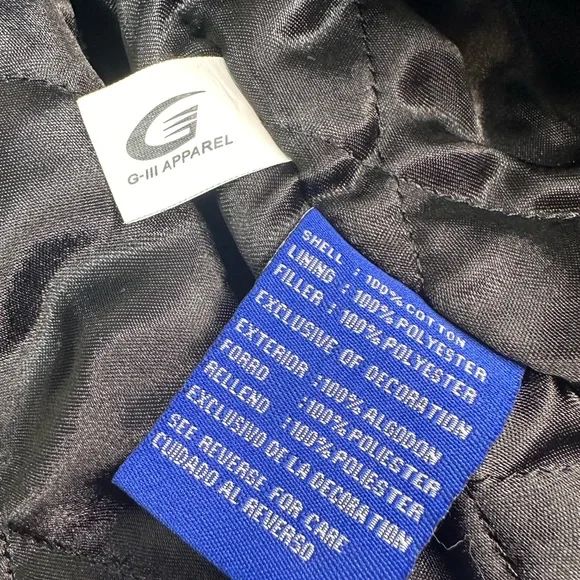 G-III APPAREL
SHELL : 100% COTTON
LINING : 100% POLYESTER
FILLER : 100% POLYESTER
EXCLUSIVE OF DECORATION
EXTERIOR : 100% ALGODON
FORRO : 100% POLIESTER
RELLENO : 100% POLIESTER
EXCLUSIVO DE LA DECORATION
SEE REVERSE FOR CARE
CUIDADO AL REVERSO